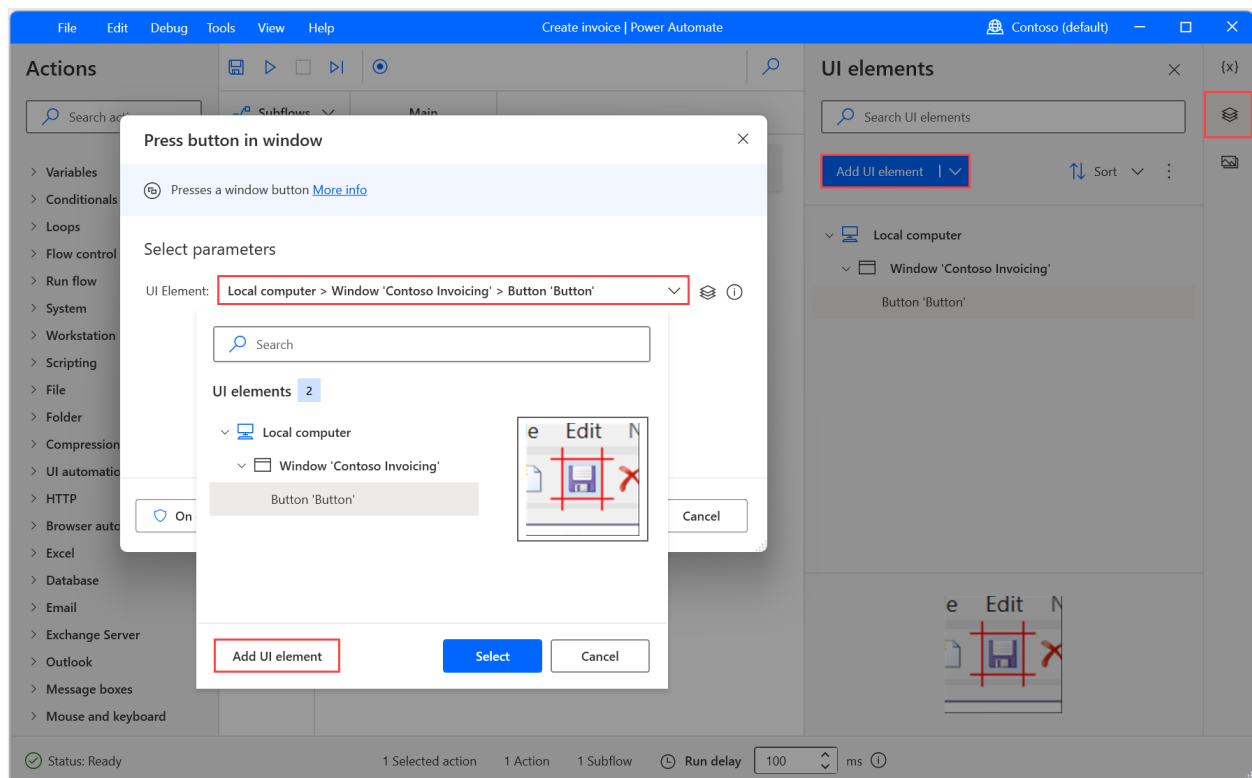 File Edit Debug Tools View Help
Create invoice | Power Automate
Contoso (default)
Actions
Search
Subflows
Main
Variables
Conditionals
Loops
Flow control
Run flow
System
Workstation
Scripting
File
Folder
Compression
UI
HTTP
Browser
Excel
Database
Email
Exchange Server
Outlook
Message boxes
Mouse and keyboard
Press button in window
Presses a window button More info
Select parameters
UI Element: Local computer > Window 'Contoso Invoicing' > Button 'Button'
Search
UI elements 2
Local computer
Window 'Contoso Invoicing'
Button 'Button'
e Edit N
On
Cancel
Add UI element
Select
Cancel
UI elements
{x}
Search UI elements
Add UI element
Sort
Local computer
Window 'Contoso Invoicing'
Button 'Button'
e Edit N
Status: Ready
1 Selected action
1 Action
1 Subflow
Run delay
100
ms